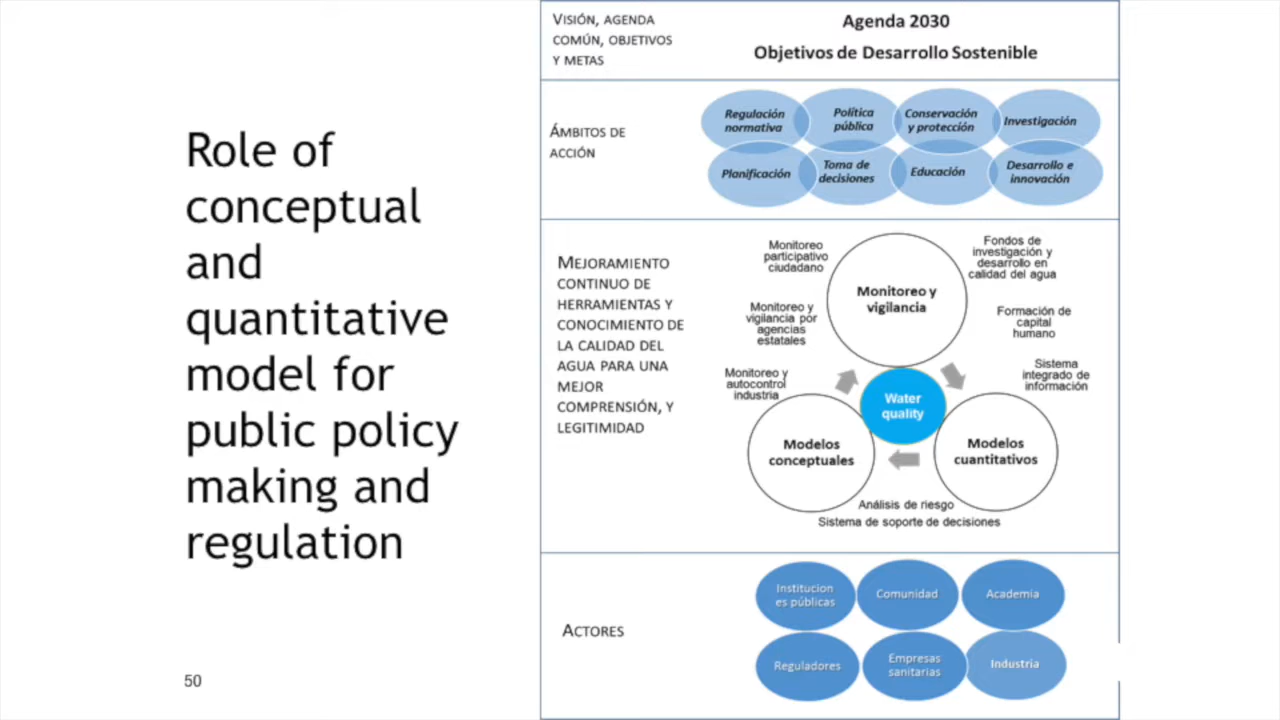 Role of
conceptual
and
quantitative
model for
public policy
making and
regulation
50
VISIÓN, AGENDA
COMÚN, OBJETIVOS
Y METAS
Agenda 2030
Objetivos de Desarrollo Sostenible
ÁMBITOS DE
ACCIÓN
Regulación
normativa
Política
pública
Conservación
y protección
Investigación
Planificación
Toma de
decisiones
Educación
Desarrollo e
innovación
MEJORAMIENTO
CONTINUO DE
HERRAMIENTAS Y
CONOCIMIENTO DE
LA CALIDAD DEL
AGUA PARA UNA
MEJOR
COMPRENSIÓN, Y
LEGITIMIDAD
Monitoreo
participativo
ciudadano
Monitoreo y
vigilancia por
agencias
estatales
Monitoreo y
autocontrol
industria
Monitoreo y
vigilancia
Fondos de
investigación y
desarrollo en
calidad del agua
Formación de
capital
humano
Sistema
integrado de
información
Water
quality
Modelos
conceptuales
Modelos
cuantitativos
Análisis de riesgo
Sistema de soporte de decisiones
ACTORES
Institucion
es públicas
Comunidad
Academia
Reguladores
Empresas
sanitarias
Industria